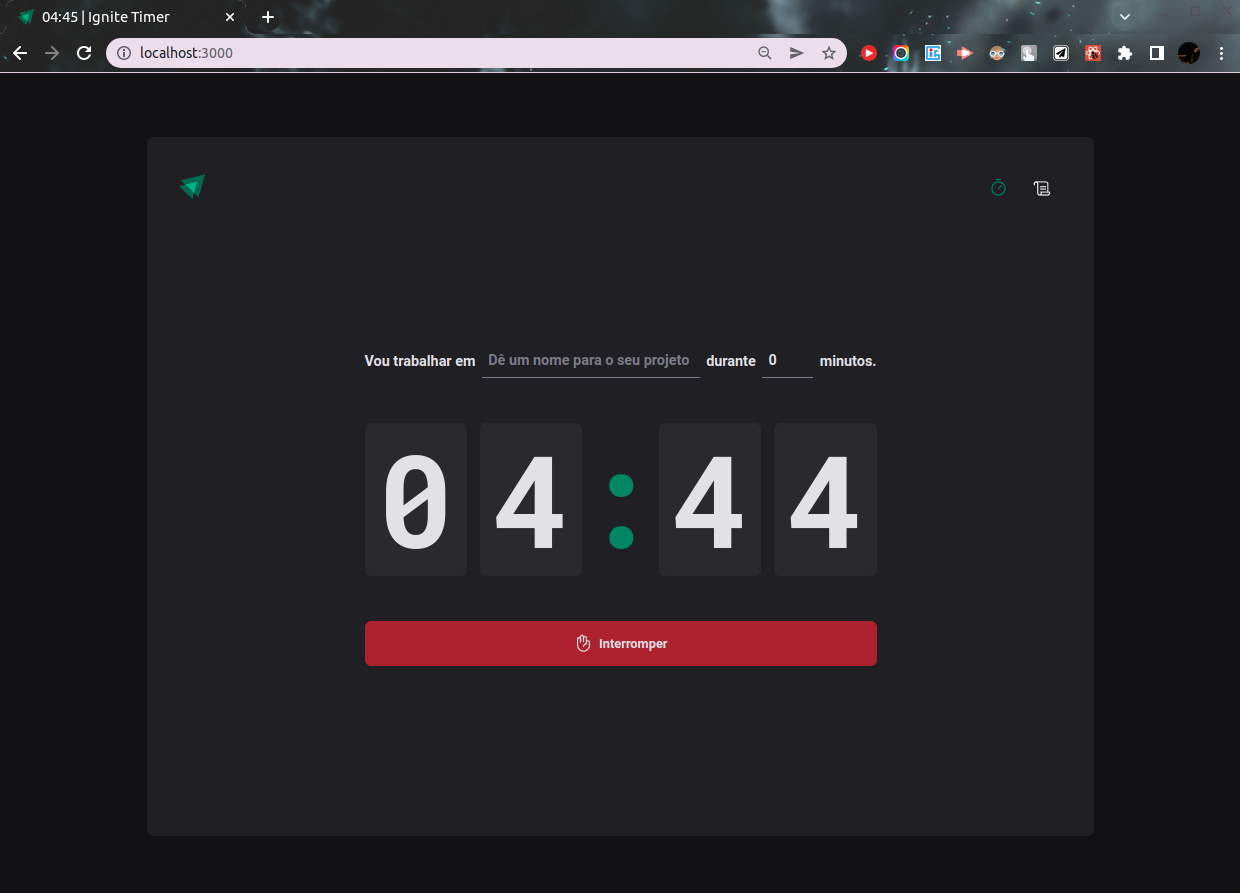 04:45 | Ignite Timer
localhost:3000
Vou trabalhar em Dê um nome para o seu projeto durante 0 minutos.
04:44
Interromper